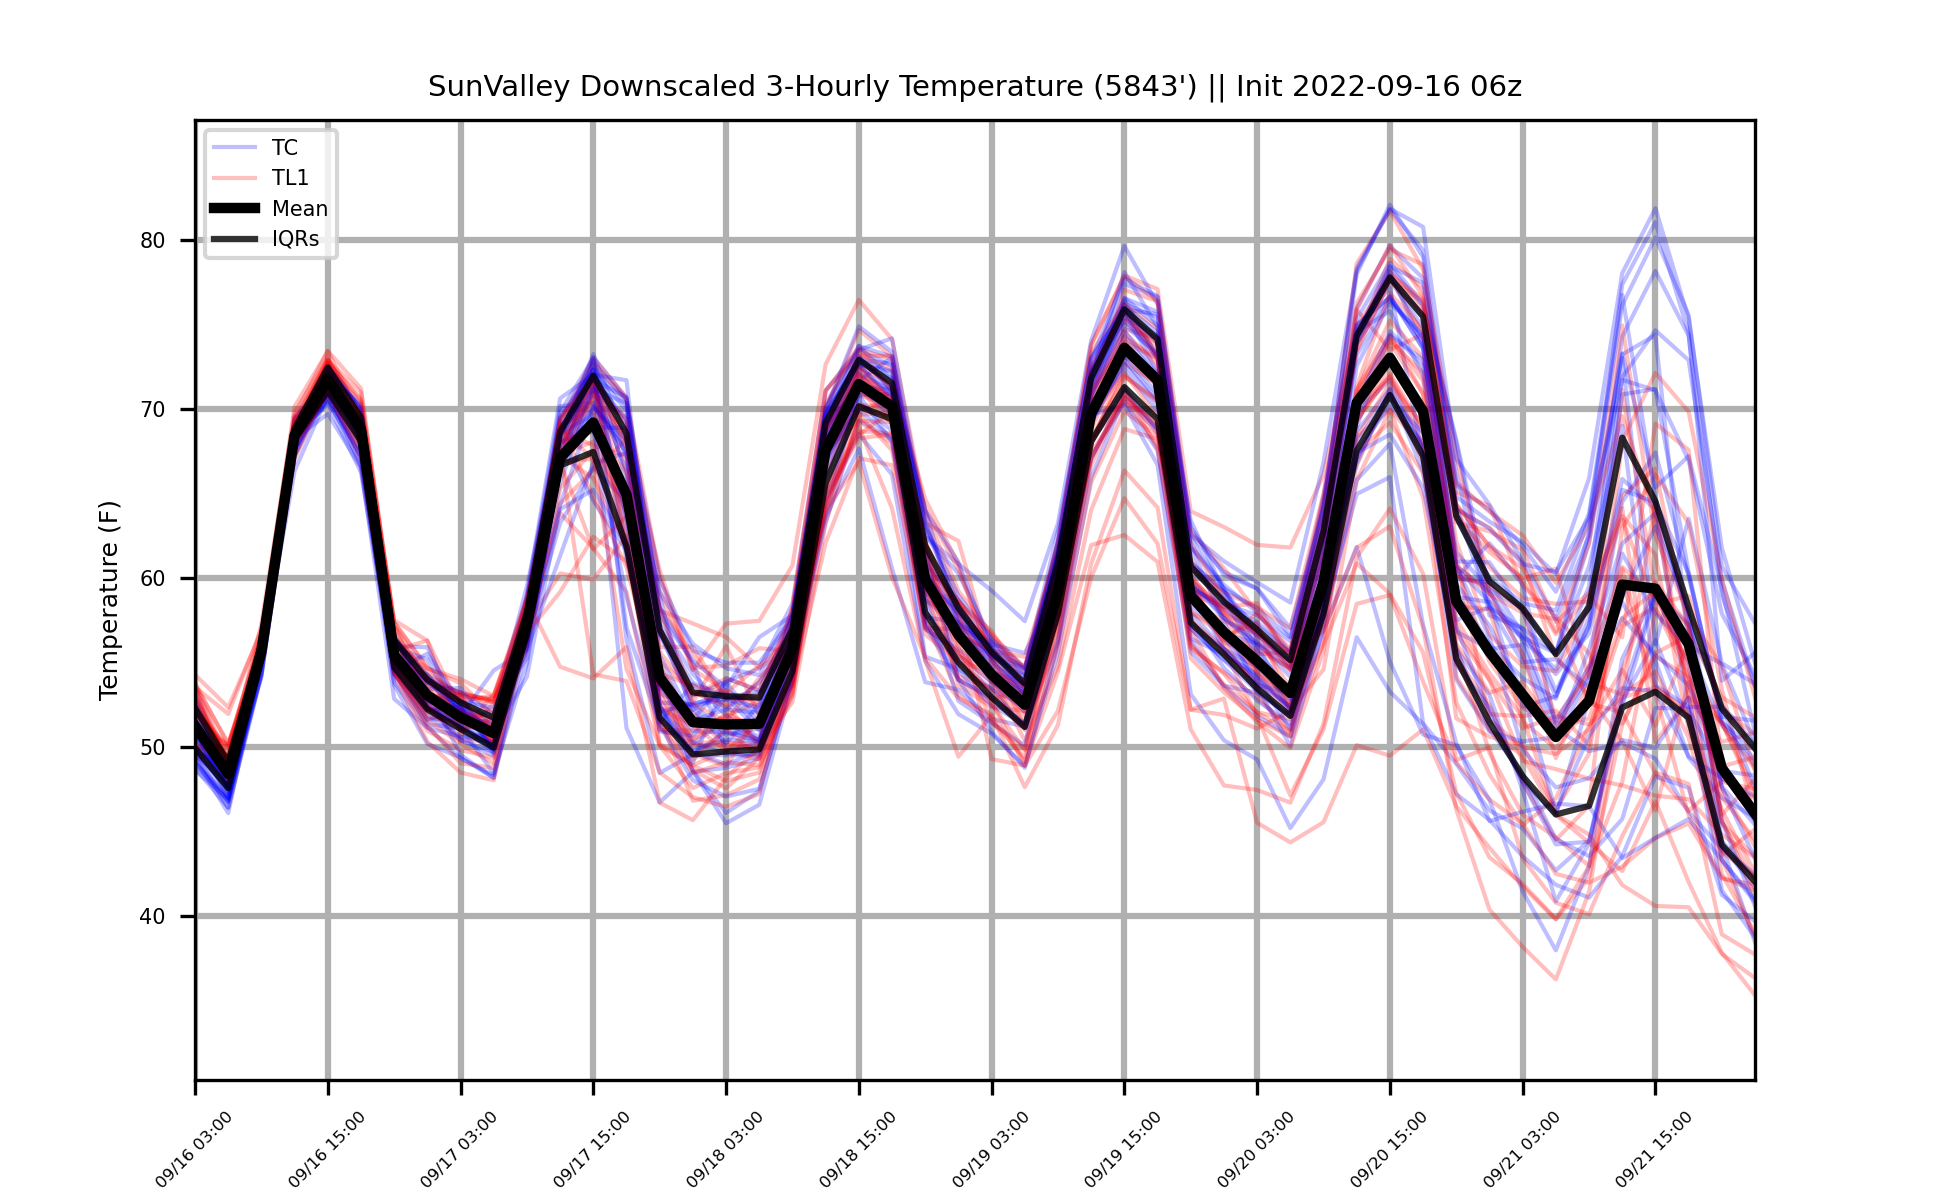 SunValley Downscaled 3-Hourly Temperature (5843') || Init 2022-09-16 06z
TC
TL1
Mean
IQRs
Temperature (F)
80
70
60
50
40
09/16 03:00
09/16 15:00
09/17 03:00
09/17 15:00
09/18 03:00
09/18 15:00
09/19 03:00
09/19 15:00
09/20 03:00
09/20 15:00
09/21 03:00
09/21 15:00